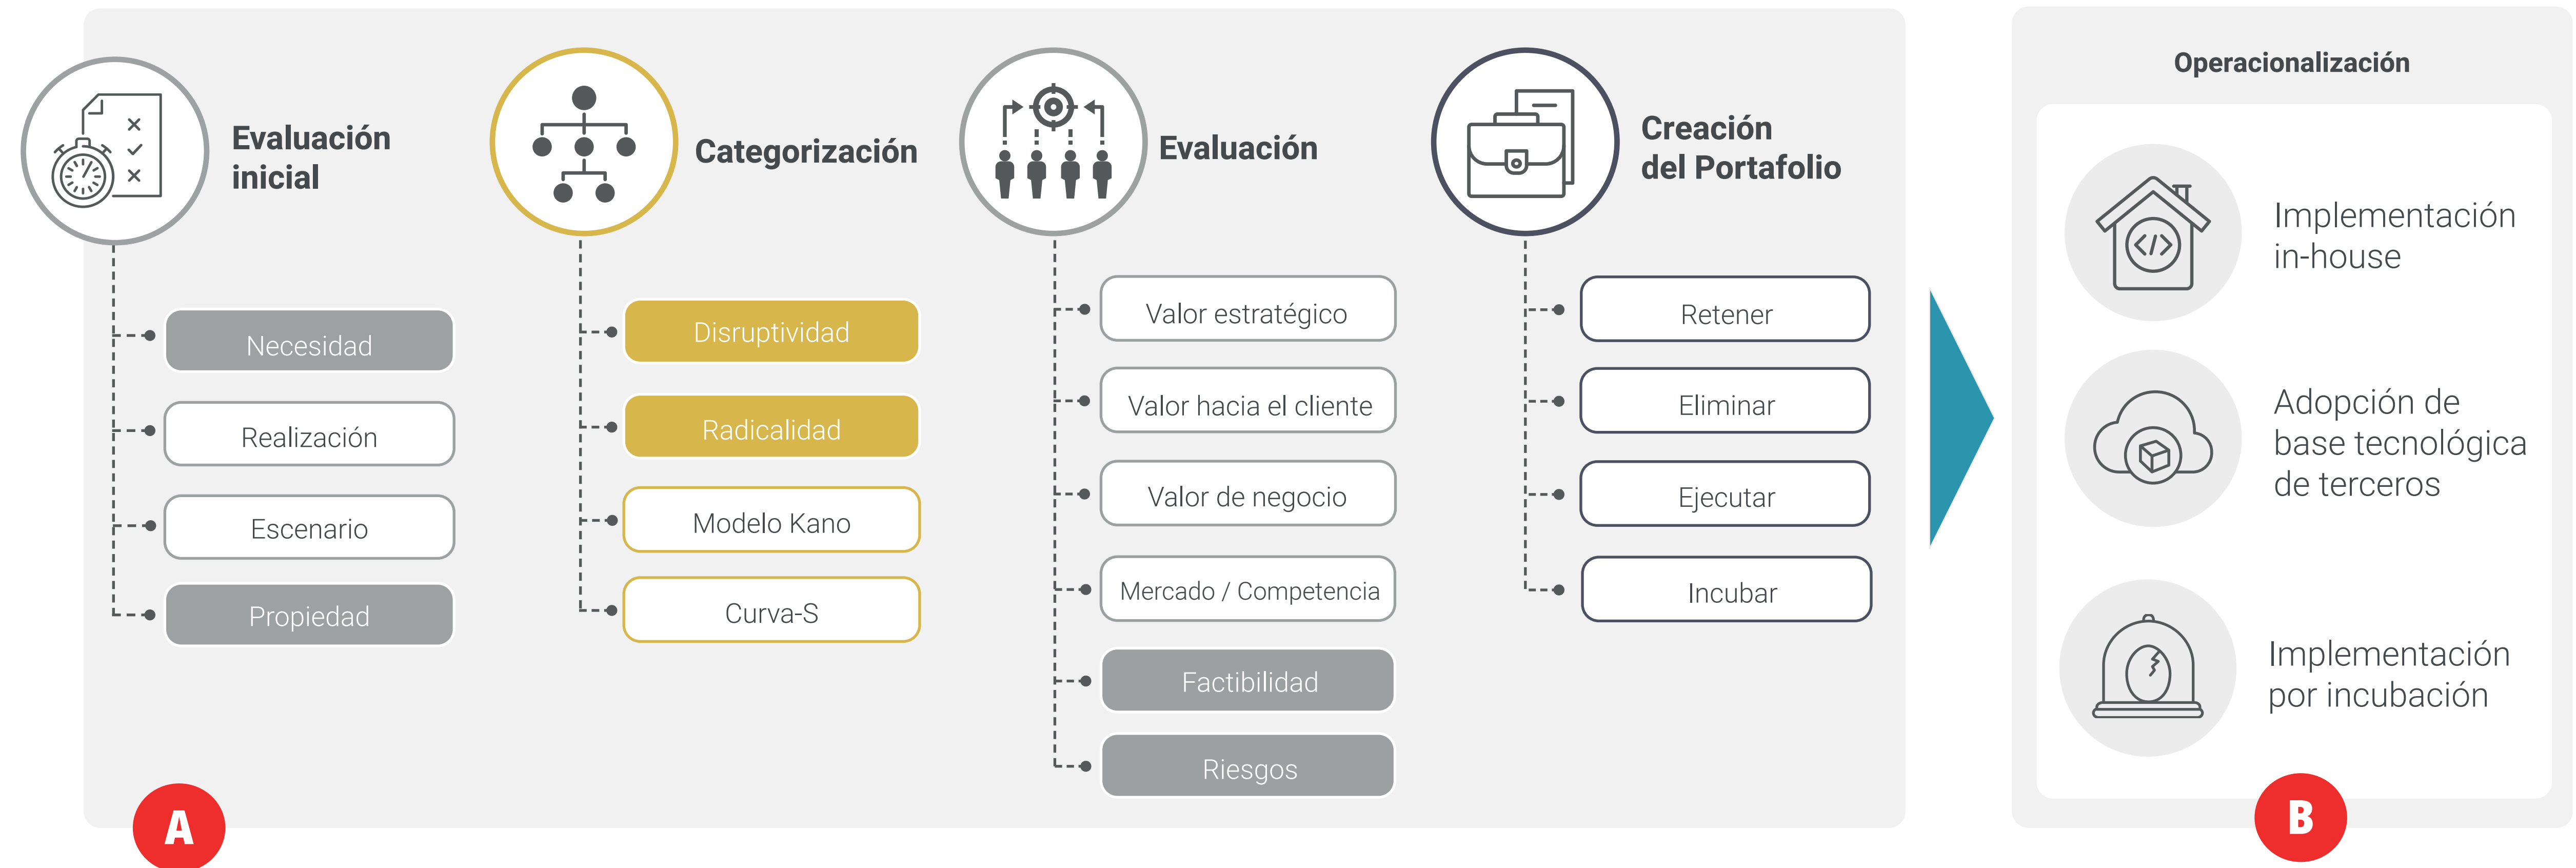 Evaluación
inicial
Necesidad
Realización
Escenario
Propiedad
Categorización
Disruptividad
Radicalidad
Modelo Kano
Curva-S
Evaluación
Valor estratégico
Valor hacia el cliente
Valor de negocio
Mercado / Competencia
Factibilidad
Riesgos
Creación
del Portafolio
Retener
Eliminar
Ejecutar
Incubar
A
Operacionalización
Implementación
in-house
Adopción de
base tecnológica
de terceros
Implementación
por incubación
B